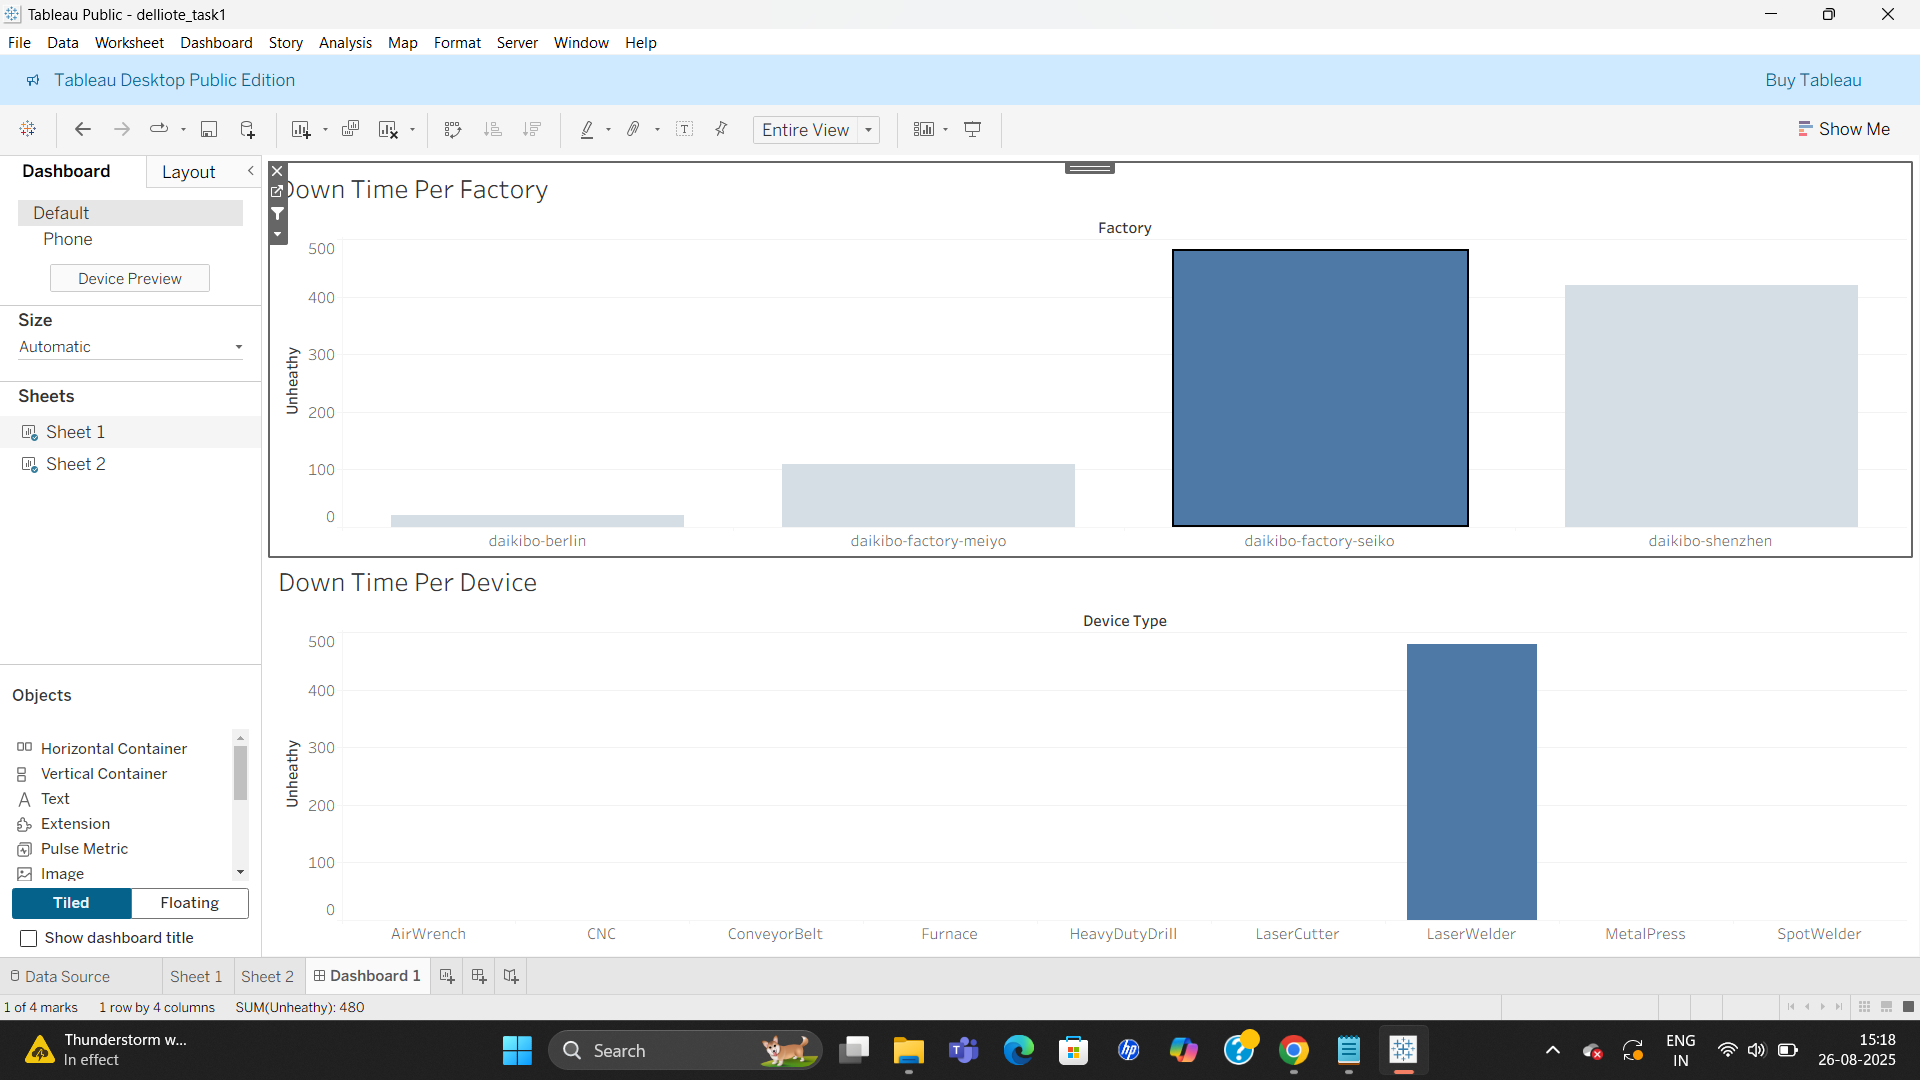 Tableau Public - delliote_task1
File Data Worksheet Dashboard Story Analysis Map Format Server Window Help
Tableau Desktop Public Edition
Buy Tableau
Entire View
Show Me
Dashboard
Layout
Default
Phone
Device Preview
Size
Automatic
Sheets
Sheet 1
Sheet 2
Objects
Horizontal Container
Vertical Container
Text
Extension
Pulse Metric
Image
Tiled
Floating
Show dashboard title
Down Time Per Factory
Factory
Unheathy
500
400
300
200
100
0
daikibo-berlin
daikibo-factory-meiyo
daikibo-factory-seiko
daikibo-shenzhen
Down Time Per Device
Device Type
Unheathy
500
400
300
200
100
0
AirWrench
CNC
ConveyorBelt
Furnace
HeavyDutyDrill
LaserCutter
LaserWelder
MetalPress
SpotWelder
Data Source
Sheet 1
Sheet 2
Dashboard 1
1 of 4 marks
1 row by 4 columns
SUM(Unheathy): 480
Thunderstorm w...
In effect
Search
ENG
IN
15:18
26-08-2025